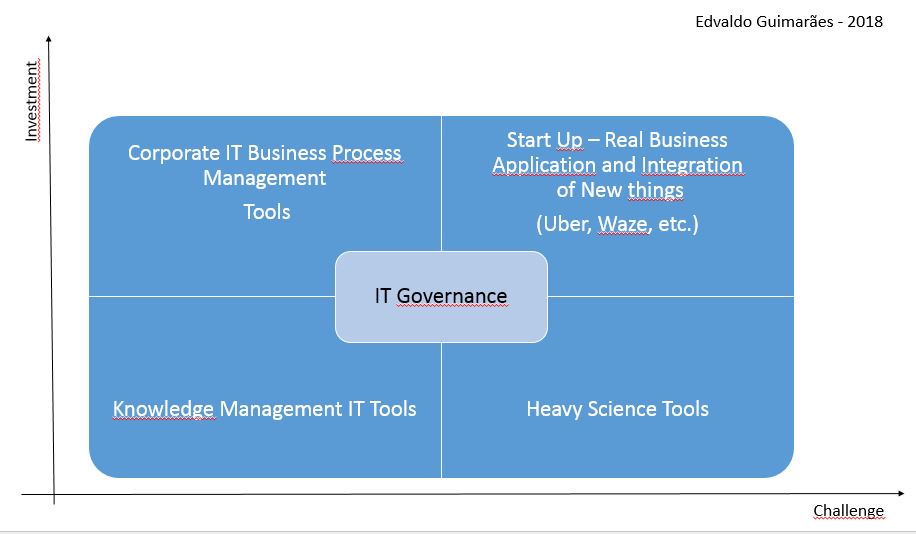 Edvaldo Guimarães - 2018
Investment
Corporate IT Business Process
Management
Tools
Start Up – Real Business
Application and Integration
of New things
(Uber, Waze, etc.)
IT Governance
Knowledge Management IT Tools
Heavy Science Tools
Challenge